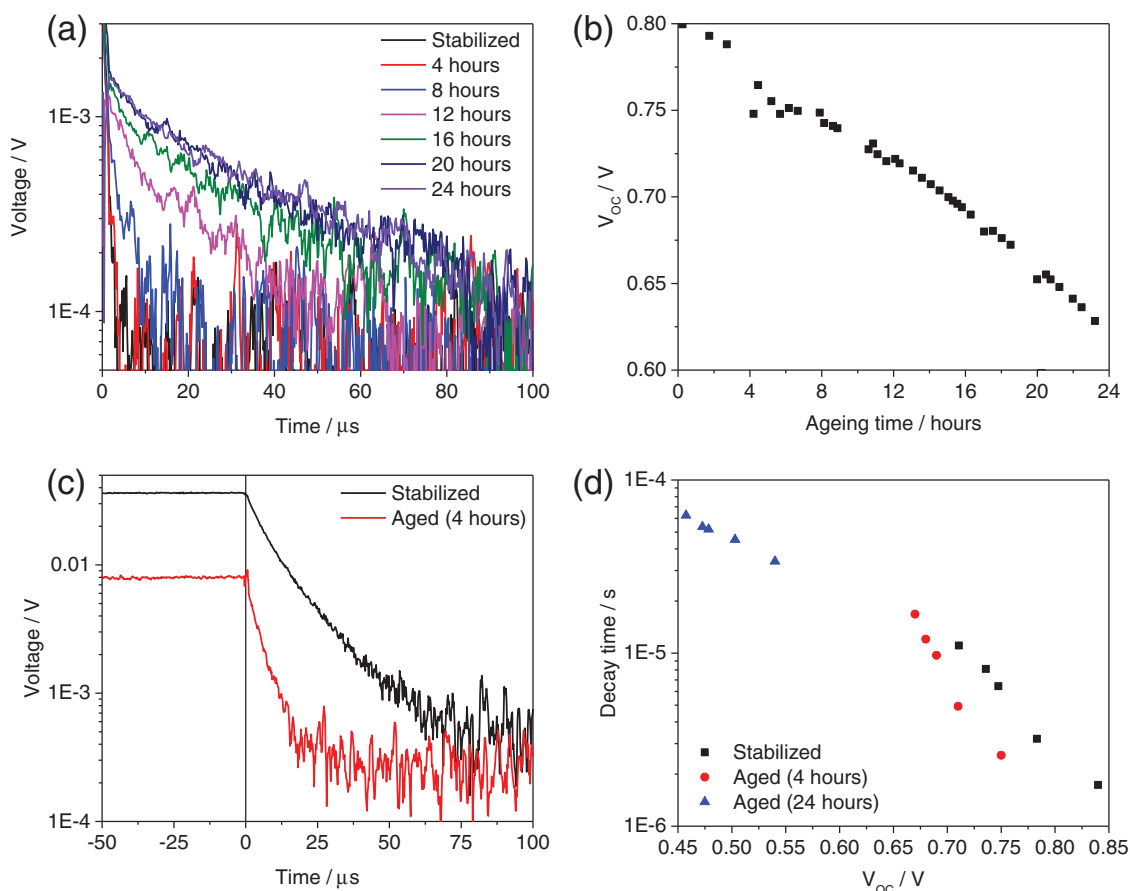 (a)
Stabilized
4 hours
8 hours
12 hours
16 hours
20 hours
24 hours
1E-3
1E-4
Voltage / V
0 20 40 60 80 100
Time / μs
(b)
0.80
0.75
0.70
0.65
0.60
V_OC / V
0 4 8 12 16 20 24
Ageing time / hours
(c)
Stabilized
Aged (4 hours)
0.01
1E-3
1E-4
Voltage / V
-50 -25 0 25 50 75 100
Time / μs
(d)
1E-4
1E-5
1E-6
Decay time / s
Stabilized
Aged (4 hours)
Aged (24 hours)
0.45 0.50 0.55 0.60 0.65 0.70 0.75 0.80 0.85
V_OC / V